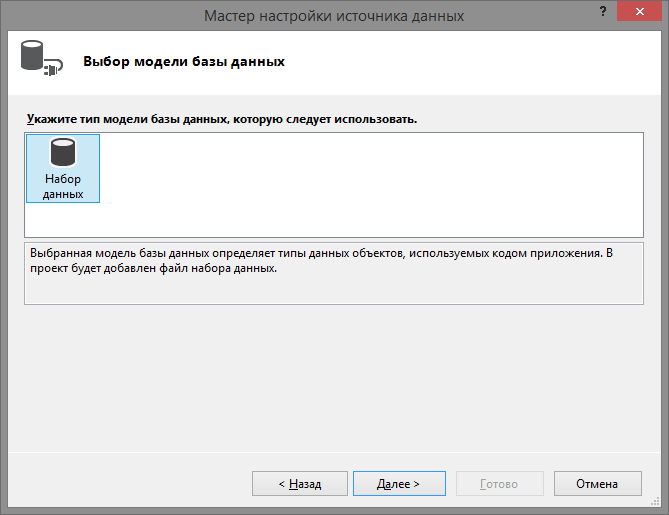 Мастер настройки источника данных
?
Выбор модели базы данных
Укажите тип модели базы данных, которую следует использовать.
Набор
данных
Выбранная модель базы данных определяет типы данных объектов, используемых кодом приложения. В
проект будет добавлен файл набора данных.
< Назад
Далее >
Готово
Отмена